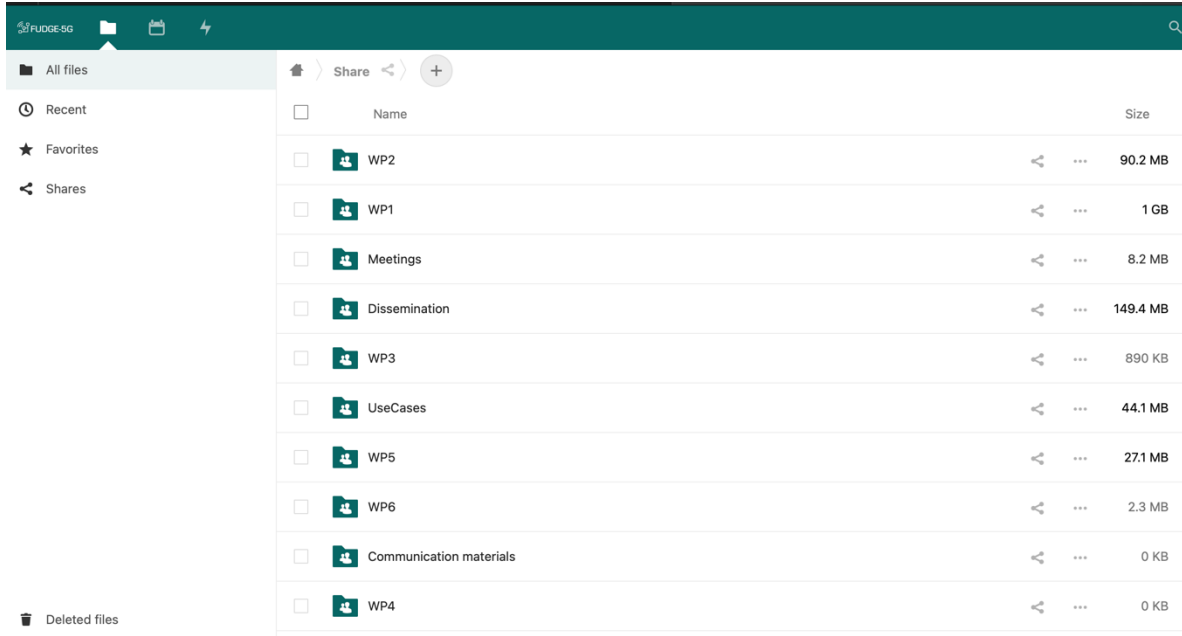 FUDGE-5G
All files
Recent
Favorites
Shares
Deleted files
Share
Name Size
WP2 90.2 MB
WP1 1 GB
Meetings 8.2 MB
Dissemination 149.4 MB
WP3 890 KB
UseCases 44.1 MB
WP5 27.1 MB
WP6 2.3 MB
Communication materials 0 KB
WP4 0 KB